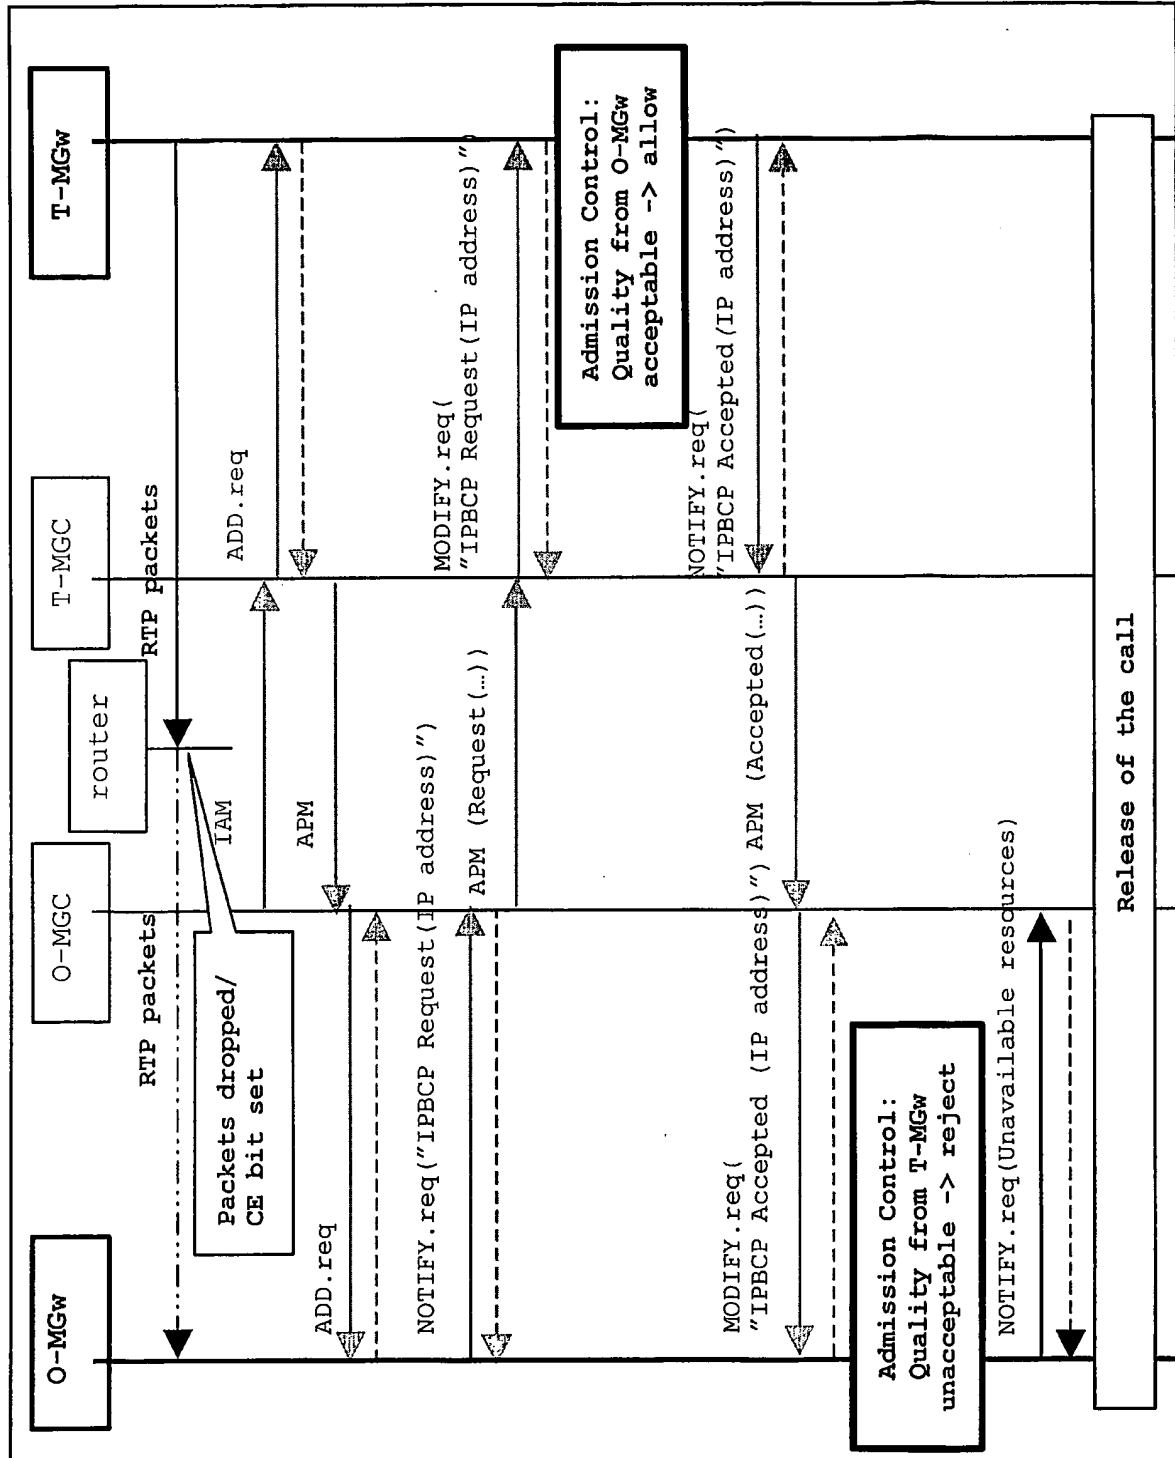 O-MGw
O-MGC
router
T-MGC
T-MGw
RTP packets
RTP packets
Packets dropped/
CE bit set
IAM
ADD.req
APM
ADD.req
NOTIFY.req("IPBCP Request(IP address)")
APM (Request(…))
MODIFY.req(
"IPBCP Request(IP address)")
Admission Control:
Quality from O-MGw
acceptable -> allow
NOTIFY.req(
"IPBCP Accepted(IP address)")
APM (Accepted(…))
MODIFY.req(
"IPBCP Accepted (IP address)")
Admission Control:
Quality from T-MGw
unacceptable -> reject
NOTIFY.req(Unavailable resources)
Release of the call